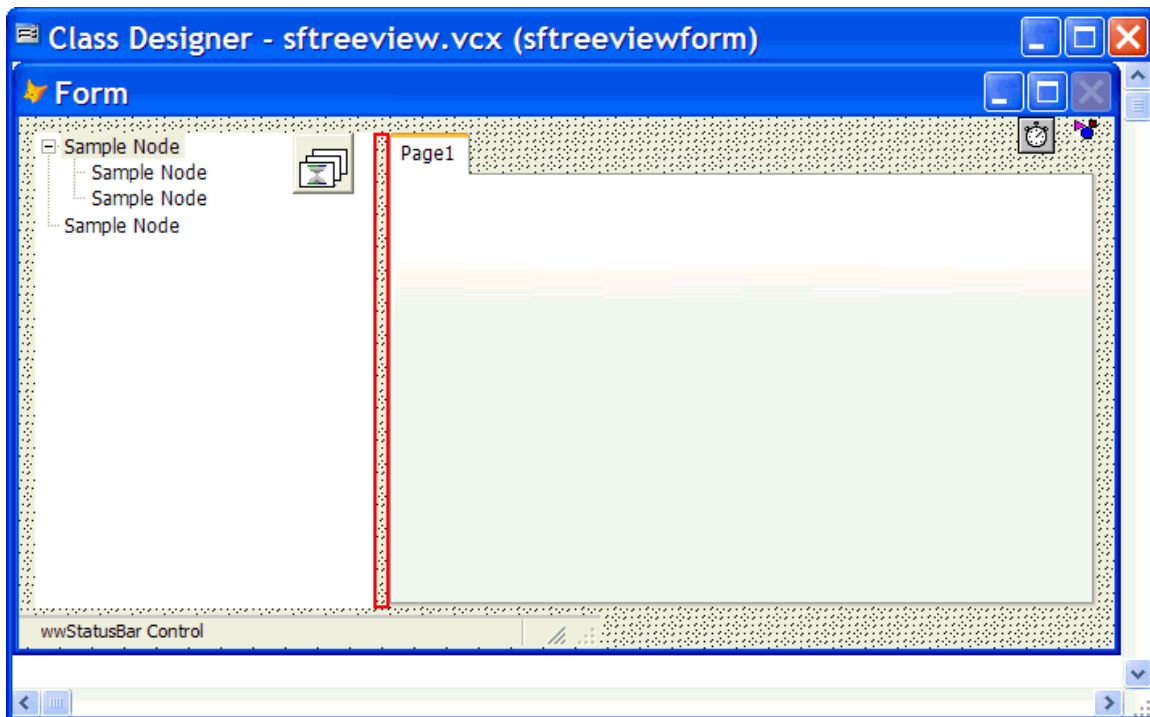 Class Designer - sftreeview.vcx (sftreeviewform)
Form
Sample Node
Sample Node
Sample Node
Sample Node
Page1
wwStatusBar Control